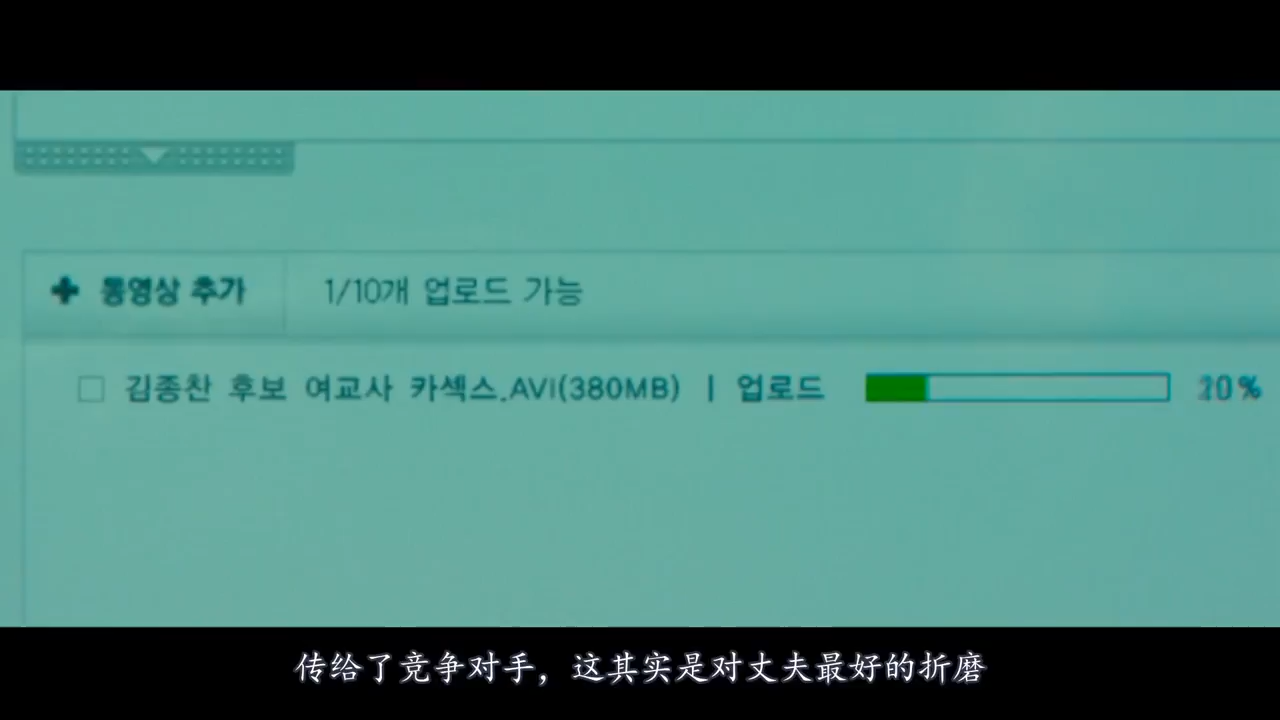 동영상 추가 1/10개 업로드 가능
김종찬 후보 여교사 카섹스.AVI(380MB) | 업로드 20%
传给了竞争对手，这其实是对丈夫最好的折磨